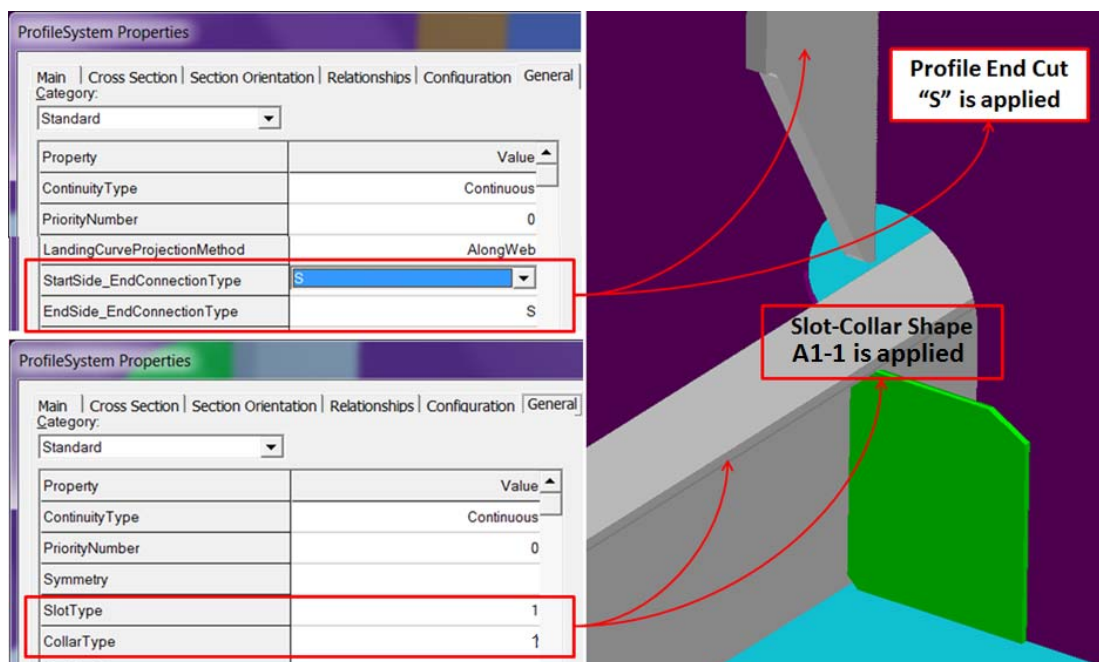 ProfileSystem Properties
Main | Cross Section | Section Orientation | Relationships | Configuration General
Category:
Standard
Property Value
ContinuityType Continuous
PriorityNumber 0
LandingCurveProjectionMethod AlongWeb
StartSide_EndConnectionType S
EndSide_EndConnectionType S
ProfileSystem Properties
Main | Cross Section | Section Orientation | Relationships | Configuration General
Category:
Standard
Property Value
ContinuityType Continuous
PriorityNumber 0
Symmetry
SlotType 1
CollarType 1
Profile End Cut
“S” is applied
Slot-Collar Shape
A1-1 is applied